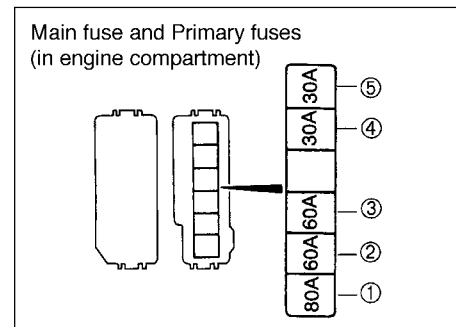 Main fuse and Primary fuses
(in engine compartment)
30A ⑤
30A ④
60A ③
60A ②
80A ①